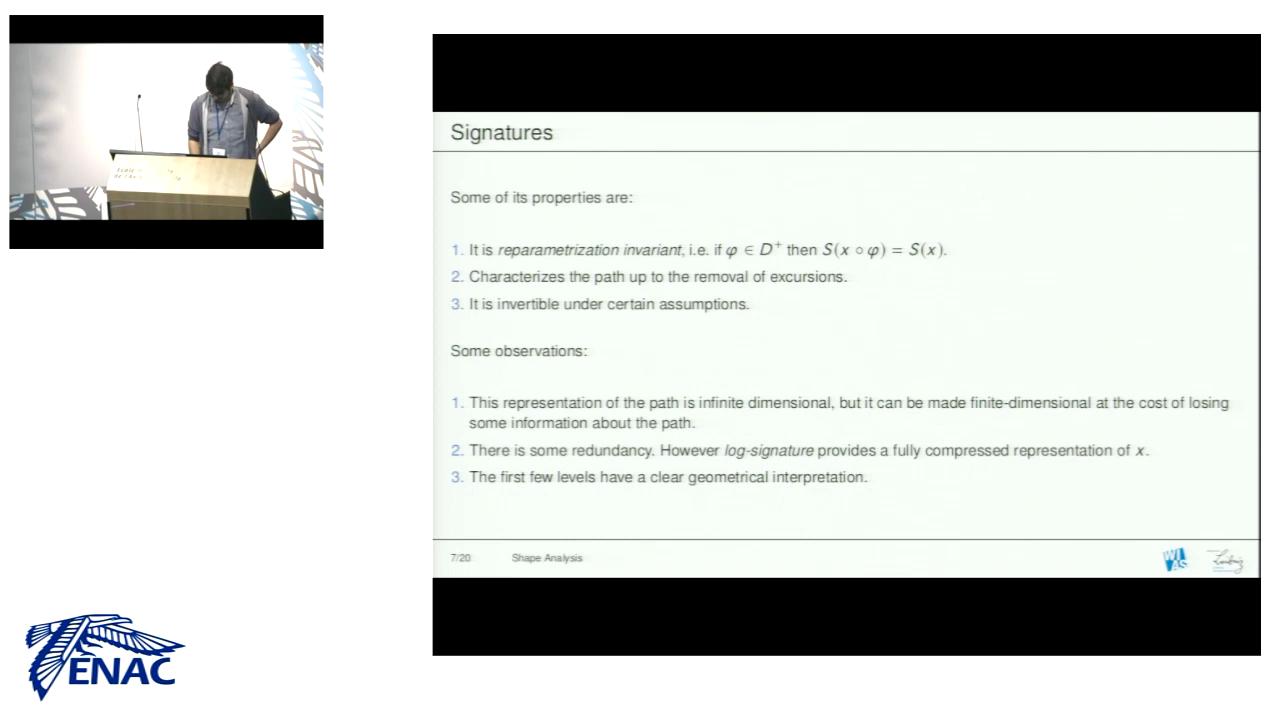 Signatures
Some of its properties are:
1. It is reparametrization invariant, i.e. if φ ∈ D⁺ then S(x ∘ φ) = S(x).
2. Characterizes the path up to the removal of excursions.
3. It is invertible under certain assumptions.
Some observations:
1. This representation of the path is infinite dimensional, but it can be made finite-dimensional at the cost of losing
some information about the path.
2. There is some redundancy. However log-signature provides a fully compressed representation of x.
3. The first few levels have a clear geometrical interpretation.
7/20 Shape Analysis
WIAS
Leibniz
ENAC